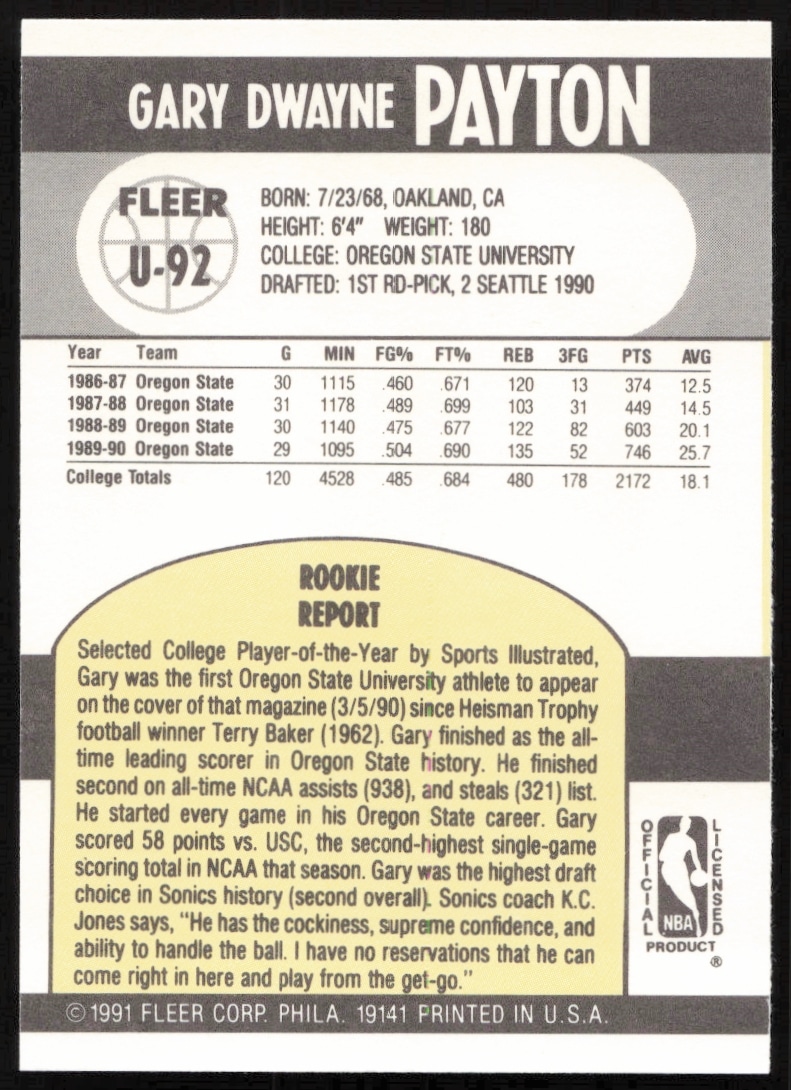 GARY DWAYNE PAYTON
FLEER
U-92
BORN: 7/23/68, OAKLAND, CA
HEIGHT: 6'4" WEIGHT: 180
COLLEGE: OREGON STATE UNIVERSITY
DRAFTED: 1ST RD-PICK, 2 SEATTLE 1990
Year Team G MIN FG% FT% REB 3FG PTS AVG
1986-87 Oregon State 30 1115 .460 .671 120 13 374 12.5
1987-88 Oregon State 31 1178 .489 .699 103 31 449 14.5
1988-89 Oregon State 30 1140 .475 .677 122 82 603 20.1
1989-90 Oregon State 29 1095 .504 .690 135 52 746 25.7
College Totals 120 4528 .485 .684 480 178 2172 18.1
ROOKIE
REPORT
Selected College Player-of-the-Year by Sports Illustrated,
Gary was the first Oregon State University athlete to appear
on the cover of that magazine (3/5/90) since Heisman Trophy
football winner Terry Baker (1962). Gary finished as the all-
time leading scorer in Oregon State history. He finished
second on all-time NCAA assists (938), and steals (321) list.
He started every game in his Oregon State career. Gary
scored 58 points vs. USC, the second-highest single-game
scoring total in NCAA that season. Gary was the highest draft
choice in Sonics history (second overall). Sonics coach K.C.
Jones says, "He has the cockiness, supreme confidence, and
ability to handle the ball. I have no reservations that he can
come right in here and play from the get-go."
OFFICIAL
LICENSED
NBA
PRODUCT
®
© 1991 FLEER CORP. PHILA. 19141 PRINTED IN U.S.A.